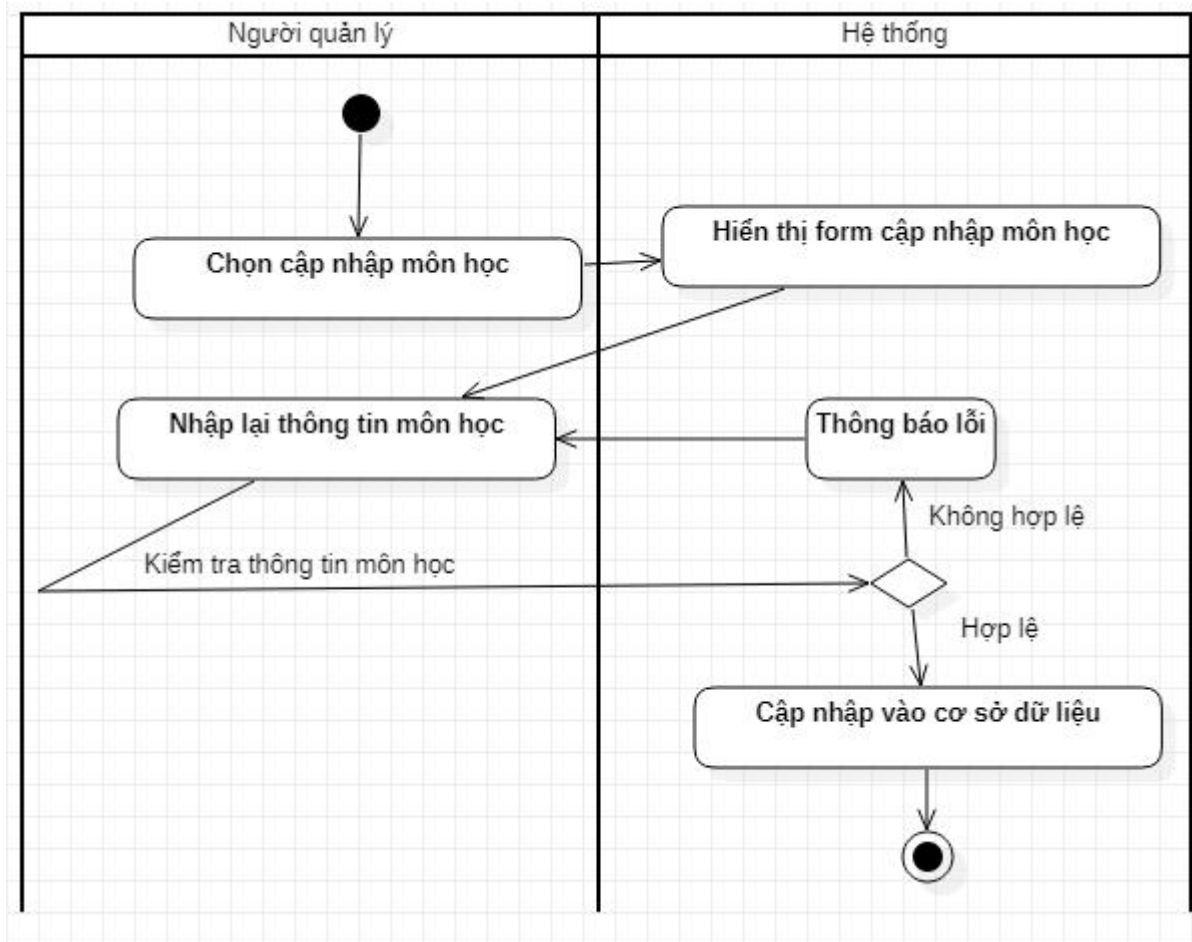 Người quản lý
Hệ thống
Chọn cập nhập môn học
Hiển thị form cập nhập môn học
Nhập lại thông tin môn học
Thông báo lỗi
Không hợp lệ
Kiểm tra thông tin môn học
Hợp lệ
Cập nhập vào cơ sở dữ liệu